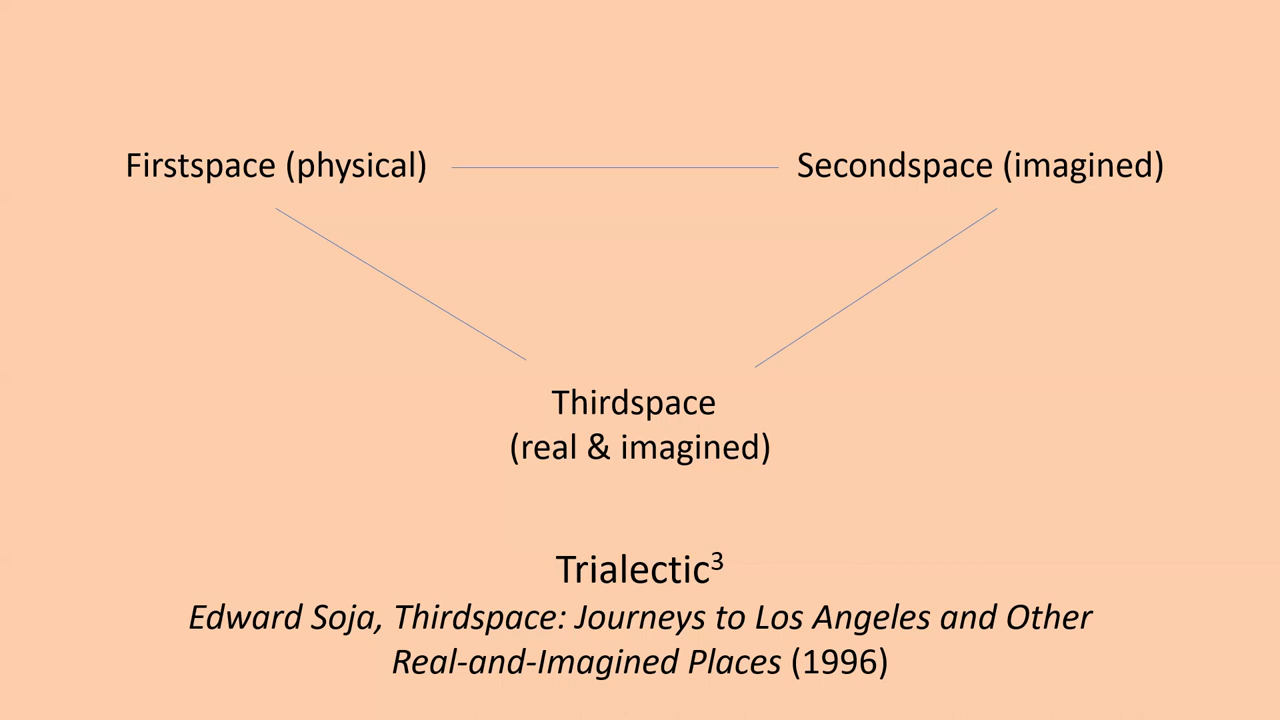 Firstspace (physical)
Secondspace (imagined)
Thirdspace
(real & imagined)
Trialectic³
Edward Soja, Thirdspace: Journeys to Los Angeles and Other
Real-and-Imagined Places (1996)